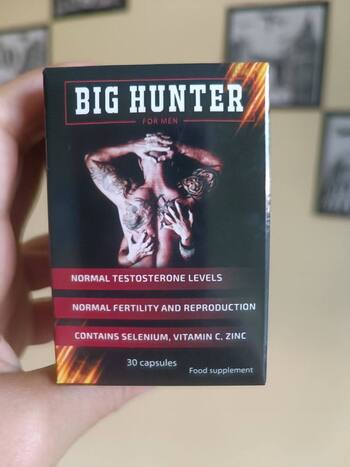 BIG HUNTER
FOR MEN
NORMAL TESTOSTERONE LEVELS
NORMAL FERTILITY AND REPRODUCTION
CONTAINS SELENIUM, VITAMIN C, ZINC
30 capsules
Food supplement